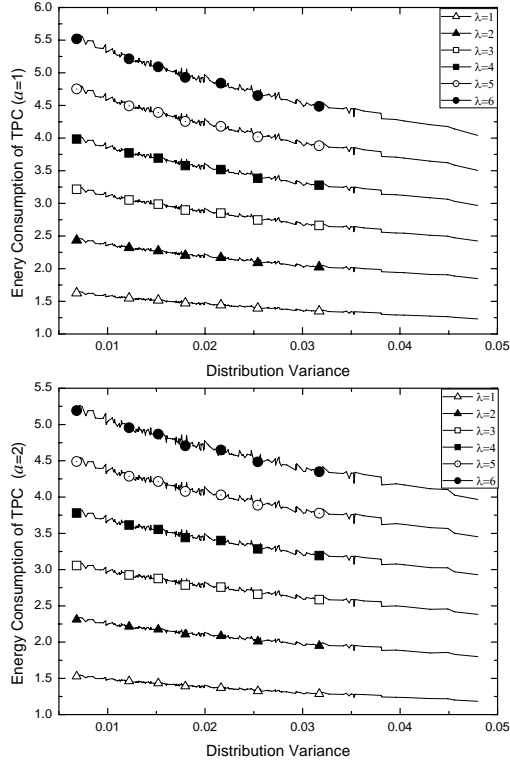 6.0
5.5
5.0
4.5
4.0
3.5
3.0
2.5
2.0
1.5
1.0
Enery Consumption of TPC (a=1)
λ=1
λ=2
λ=3
λ=4
λ=5
λ=6
0.01
0.02
0.03
0.04
0.05
Distribution Variance
5.5
5.0
4.5
4.0
3.5
3.0
2.5
2.0
1.5
1.0
Energy Consumption of TPC (a=2)
λ=1
λ=2
λ=3
λ=4
λ=5
λ=6
0.01
0.02
0.03
0.04
0.05
Distribution Variance